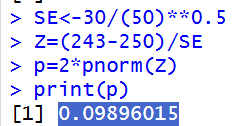 > SE<-30/(50)**0.5
> Z=(243-250)/SE
> p=2*pnorm(Z)
> print(p)
[1] 0.09896015